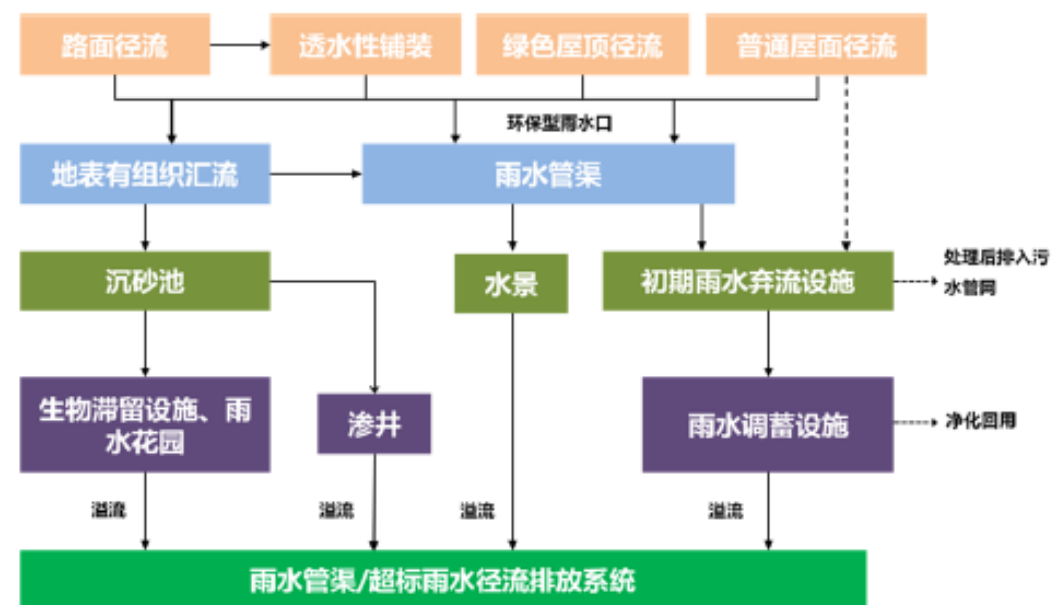 路面径流
透水性铺装
绿色屋顶径流
普通屋面径流
环保型雨水口
地表有组织汇流
雨水管渠
沉砂池
水景
初期雨水弃流设施
处理后排入污
水管网
生物滞留设施、雨
水花园
渗井
雨水调蓄设施
净化回用
溢流
溢流
溢流
溢流
雨水管渠/超标雨水径流排放系统